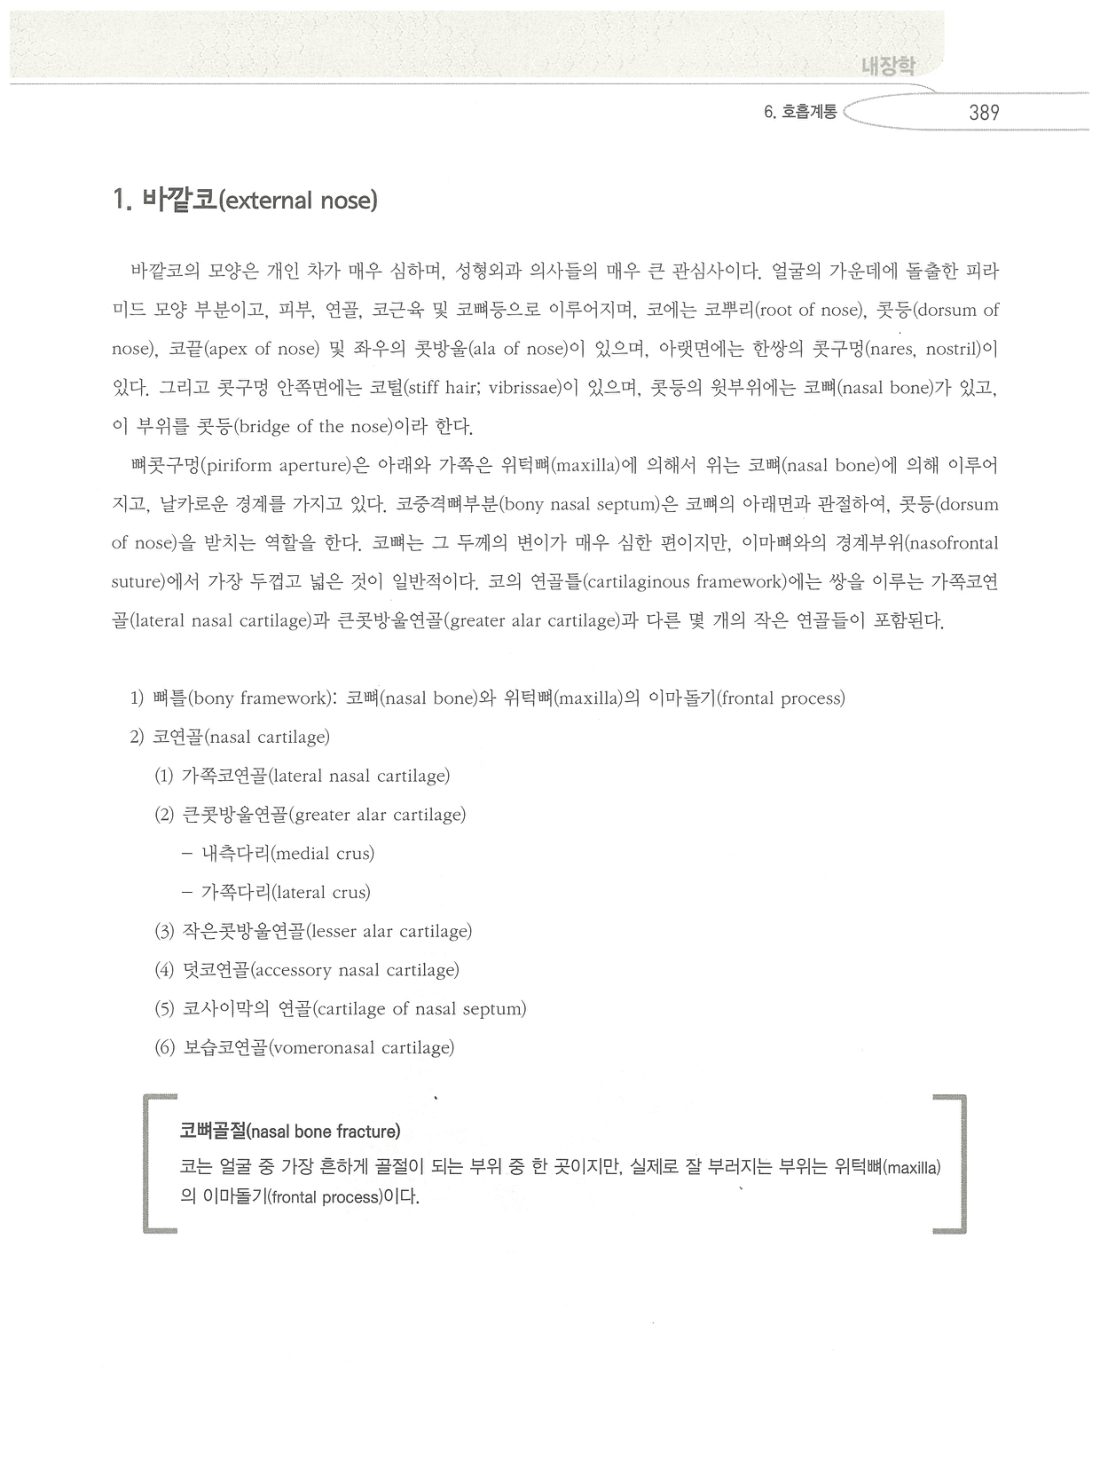 내장학
6. 호흡계통
389
1. 바깥코(external nose)
바깥코의 모양은 개인 차가 매우 심하며, 성형외과 의사들의 매우 큰 관심사이다. 얼굴의 가운데에 돌출한 피라
미드 모양 부분이고, 피부, 연골, 코근육 및 코뼈등으로 이루어지며, 코에는 코뿌리(root of nose), 콧등(dorsum of
nose), 코끝(apex of nose) 및 좌우의 콧방울(ala of nose)이 있으며, 아랫면에는 한쌍의 콧구멍(nares, nostril)이
있다. 그리고 콧구멍 안쪽면에는 코털(stiff hair; vibrissae)이 있으며, 콧등의 윗부위에는 코뼈(nasal bone)가 있고,
이 부위를 콧등(bridge of the nose)이라 한다.
뼈콧구멍(piriform aperture)은 아래와 가쪽은 위턱뼈(maxilla)에 의해서 위는 코뼈(nasal bone)에 의해 이루어
지고, 날카로운 경계를 가지고 있다. 코중격뼈부분(bony nasal septum)은 코뼈의 아래면과 관절하여, 콧등(dorsum
of nose)을 받치는 역할을 한다. 코뼈는 그 두께의 변이가 매우 심한 편이지만, 이마뼈와의 경계부위(nasofrontal
suture)에서 가장 두껍고 넓은 것이 일반적이다. 코의 연골틀(cartilaginous framework)에는 쌍을 이루는 가쪽코연
골(lateral nasal cartilage)과 큰콧방울연골(greater alar cartilage)과 다른 몇 개의 작은 연골들이 포함된다.
1) 뼈틀(bony framework): 코뼈(nasal bone)와 위턱뼈(maxilla)의 이마돌기(frontal process)
2) 코연골(nasal cartilage)
(1) 가쪽코연골(lateral nasal cartilage)
(2) 큰콧방울연골(greater alar cartilage)
- 내측다리(medial crus)
- 가쪽다리(lateral crus)
(3) 작은콧방울연골(lesser alar cartilage)
(4) 덧코연골(accessory nasal cartilage)
(5) 코사이막의 연골(cartilage of nasal septum)
(6) 보습코연골(vomeronasal cartilage)
코뼈골절(nasal bone fracture)
코는 얼굴 중 가장 흔하게 골절이 되는 부위 중 한 곳이지만, 실제로 잘 부러지는 부위는 위턱뼈(maxilla)
의 이마돌기(frontal process)이다.